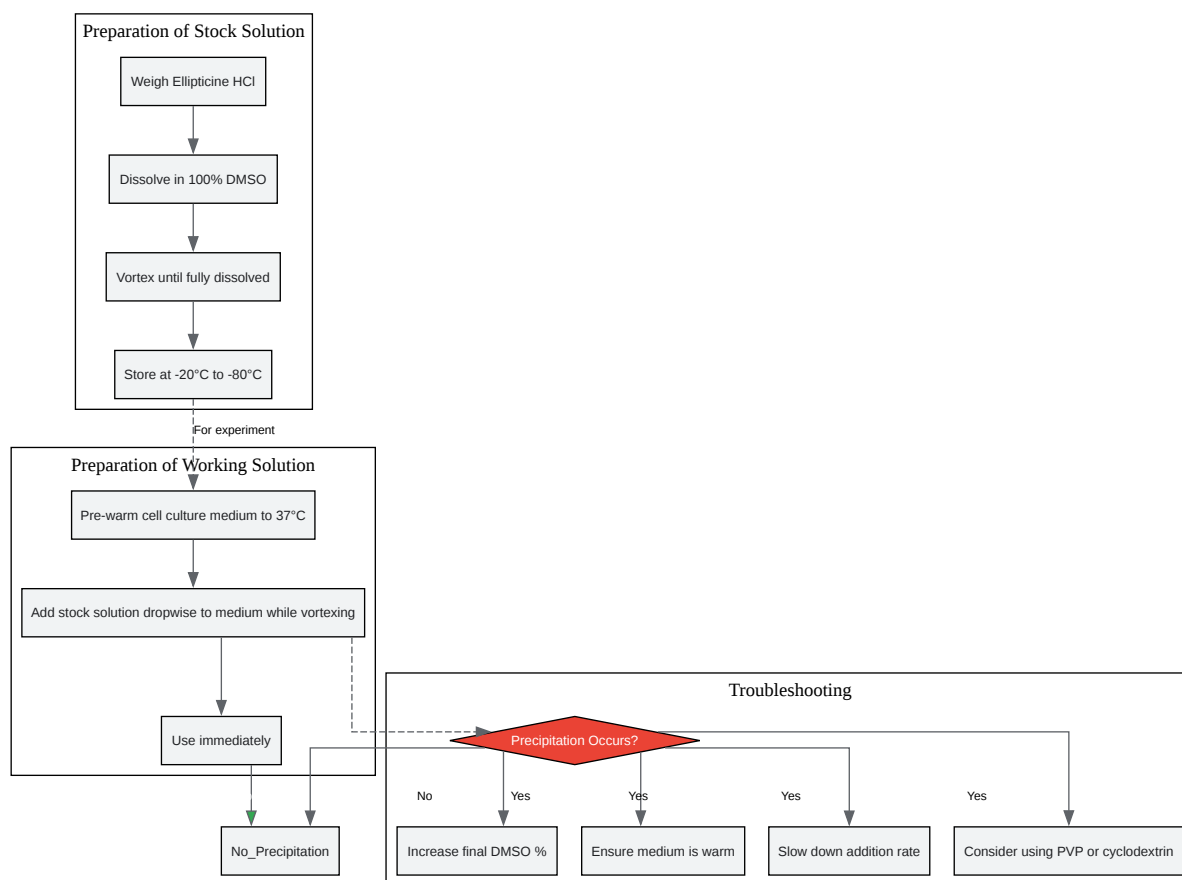 Preparation of Stock Solution
Weigh Ellipticine HCl
Dissolve in 100% DMSO
Vortex until fully dissolved
Store at -20°C to -80°C
For experiment
Preparation of Working Solution
Pre-warm cell culture medium to 37°C
Add stock solution dropwise to medium while vortexing
Use immediately
Troubleshooting
Precipitation Occurs?
No
Yes
Yes
Yes
Yes
No_Precipitation
Increase final DMSO %
Ensure medium is warm
Slow down addition rate
Consider using PVP or cyclodextrin